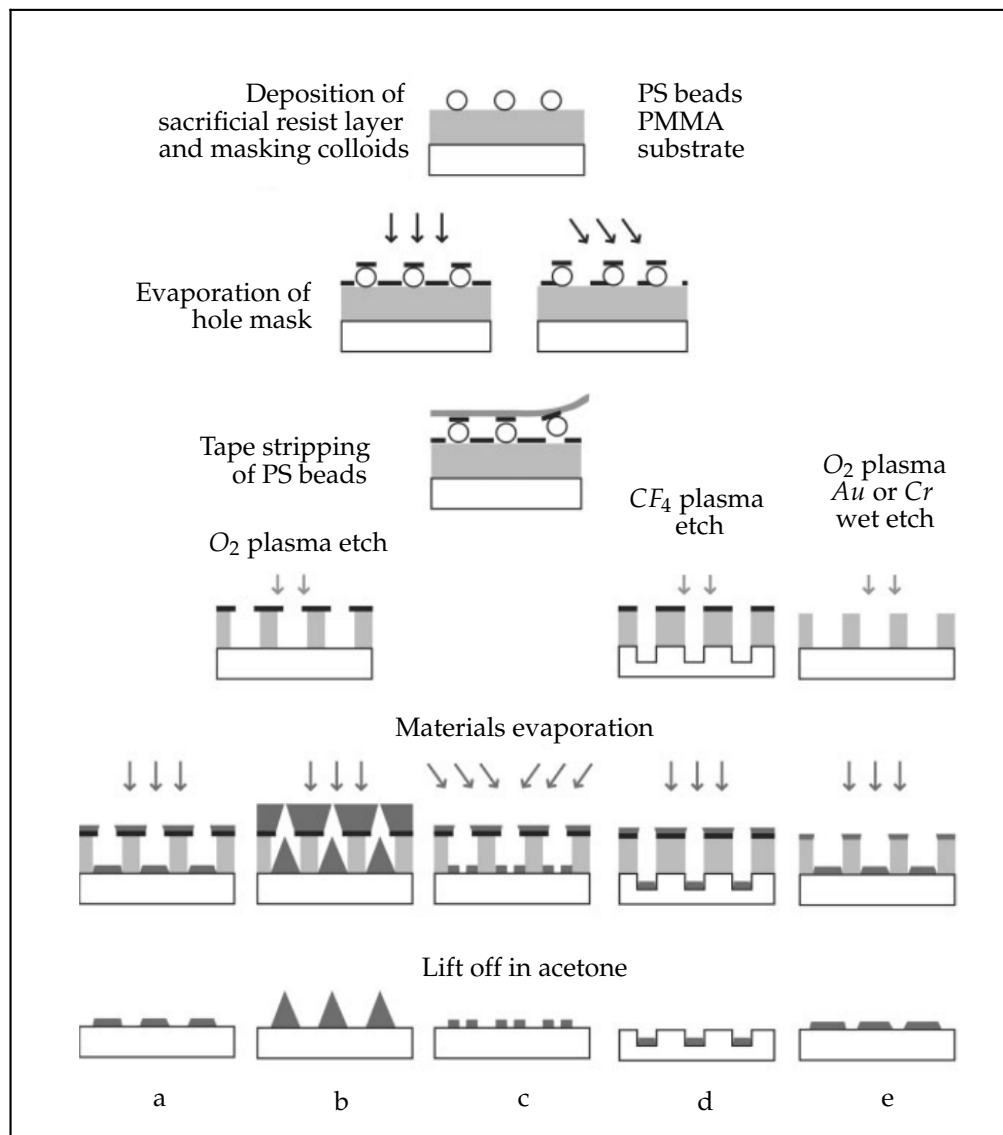 Deposition of
sacrificial resist layer
and masking colloids
PS beads
PMMA
substrate
Evaporation of
hole mask
Tape stripping
of PS beads
O₂ plasma etch
CF₄ plasma
etch
O₂ plasma
Au or Cr
wet etch
Materials evaporation
Lift off in acetone
a b c d e